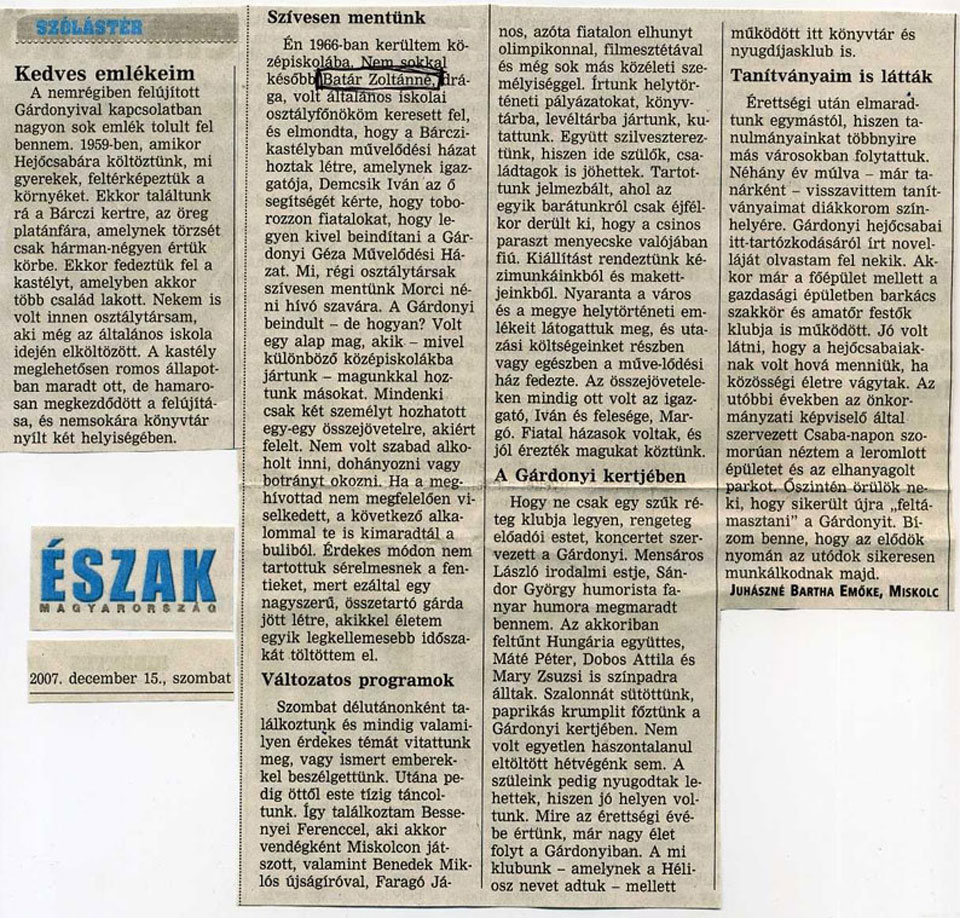 SZÓLÁSTÉR
Kedves emlékeim
A nemrégiben felújított
Gárdonyival kapcsolatban
nagyon sok emlék tolult fel
bennem. 1959-ben, amikor
Hejőcsabára költöztünk, mi
gyerekek, feltérképeztük a
környéket. Ekkor találtunk
rá a Bárczi kertre, az öreg
platánfára, amelynek törzsét
csak hárman-négyen értük
körbe. Ekkor fedeztük fel a
kastélyt, amelyben akkor
több család lakott. Nekem is
volt innen osztálytársam,
aki még az általános iskola
idején elköltözött. A kastély
meglehetősen romos állapot-
ban maradt ott, de hamaro-
san megkezdődött a felújítá-
sa, és nemsokára könyvtár
nyílt két helyiségében.
ÉSZAK
MAGYARORSZÁG
2007. december 15., szombat
Szívesen mentünk
Én 1966-ban kerültem kö-
zépiskolába. Nem sokkal
később Batár Zoltánné, drá-
ga, volt általános iskolai
osztályfőnököm keresett fel,
és elmondta, hogy a Bárczi-
kastélyban művelődési házat
hoztak létre, amelynek igaz-
gatója, Demcsik Iván az ő
segítségét kérte, hogy tobo-
rozzon fiatalokat, hogy le-
gyen kivel beindítani a Gár-
donyi Géza Művelődési Há-
zat. Mi, régi osztálytársak
szívesen mentünk Morci né-
ni hívó szavára. A Gárdonyi
beindult – de hogyan? Volt
egy alap mag, akik – mivel
különböző középiskolákba
jártunk – magunkkal hoz-
tunk másokat. Mindenki
csak két személyt hozhatott
egy-egy összejövetelre, akiért
felelt. Nem volt szabad alko-
holt inni, dohányozni vagy
botrányt okozni. Ha a meg-
hívottad nem megfelelően vi-
selkedett, a következő alka-
lommal te is kimaradtál a
buliból. Érdekes módon nem
tartottuk sérelmesnek a fen-
tieket, mert ezáltal egy
nagyszerű, összetartó gárda
jött létre, akikkel életem
egyik legkellemesebb idősza-
kát töltöttem el.
Változatos programok
Szombat délutánonként ta-
lálkoztunk és mindig valami-
lyen érdekes témát vitattunk
meg, vagy ismert emberek-
kel beszélgettünk. Utána pe-
dig öttől este tízig táncol-
tunk. Így találkoztam Besse-
nyei Ferenccel, aki akkor
vendégként Miskolcon ját-
szott, valamint Benedek Mik-
lós újságíróval, Faragó Já-
nos, azóta fiatalon elhunyt
olimpikonnal, filmesztétával
és még sok más közéleti sze-
mélyiséggel. Írtunk helytör-
téneti pályázatokat, könyv-
tárba, levéltárba jártunk, ku-
tattunk. Együtt szilveszterez-
tünk, hiszen ide szülők, csa-
ládtagok is jöhettek. Tartot-
tunk jelmezbált, ahol az
egyik barátunkról csak éjfél-
kor derült ki, hogy a csinos
paraszt menyecske valójában
fiú. Kiállítást rendeztünk ké-
zimunkáinkból és makett-
jeinkből. Nyaranta a város
és a megye helytörténeti em-
lékeit látogattuk meg, és uta-
zási költségeinket részben
vagy egészben a műve-lődési
ház fedezte. Az összejövetele-
ken mindig ott volt az igaz-
gató, Iván és felesége, Mar-
gó. Fiatal házasok voltak, és
jól érezték magukat köztünk.
A Gárdonyi kertjében
Hogy ne csak egy szűk ré-
teg klubja legyen, rengeteg
előadói estet, koncertet szer-
vezett a Gárdonyi. Mensáros
László irodalmi estje, Sán-
dor György humorista fa-
nyar humora megmaradt
bennem. Az akkoriban
feltűnt Hungária együttes,
Máté Péter, Dobos Attila és
Mary Zsuzsi is színpadra
álltak. Szalonnát sütöttünk,
paprikás krumplit főztünk a
Gárdonyi kertjében. Nem
volt egyetlen haszontalanul
eltöltött hétvégénk sem. A
szüleink pedig nyugodtak le-
hettek, hiszen jó helyen vol-
tunk. Mire az érettségi évé-
be értünk, már nagy élet
folyt a Gárdonyiban. A mi
klubunk – amelynek a Héli-
osz nevet adtuk – mellett
működött itt könyvtár és
nyugdíjasklub is.
Tanítványaim is látták
Érettségi után elmarad-
tunk egymástól, hiszen ta-
nulmányainkat többnyire
más városokban folytattuk.
Néhány év múlva – már ta-
nárként – visszavittem tanít-
ványaimat diákkorom szín-
helyére. Gárdonyi hejőcsabai
itt-tartózkodásáról írt novel-
láját olvastam fel nekik. Ak-
kor már a főépület mellett a
gazdasági épületben barkács
szakkör és amatőr festők
klubja is működött. Jó volt
látni, hogy a hejőcsabaiak-
nak volt hová menniük, ha
közösségi életre vágytak. Az
utóbbi években az önkor-
mányzati képviselő által
szervezett Csaba-napon szo-
morúan néztem a leromlott
épületet és az elhanyagolt
parkot. Őszintén örülök ne-
ki, hogy sikerült újra „feltá-
masztani” a Gárdonyit. Bí-
zom benne, hogy az elődök
nyomán az utódok sikeresen
munkálkodnak majd.
JUHÁSZNÉ BARTHA EMŐKE, MISKOLC